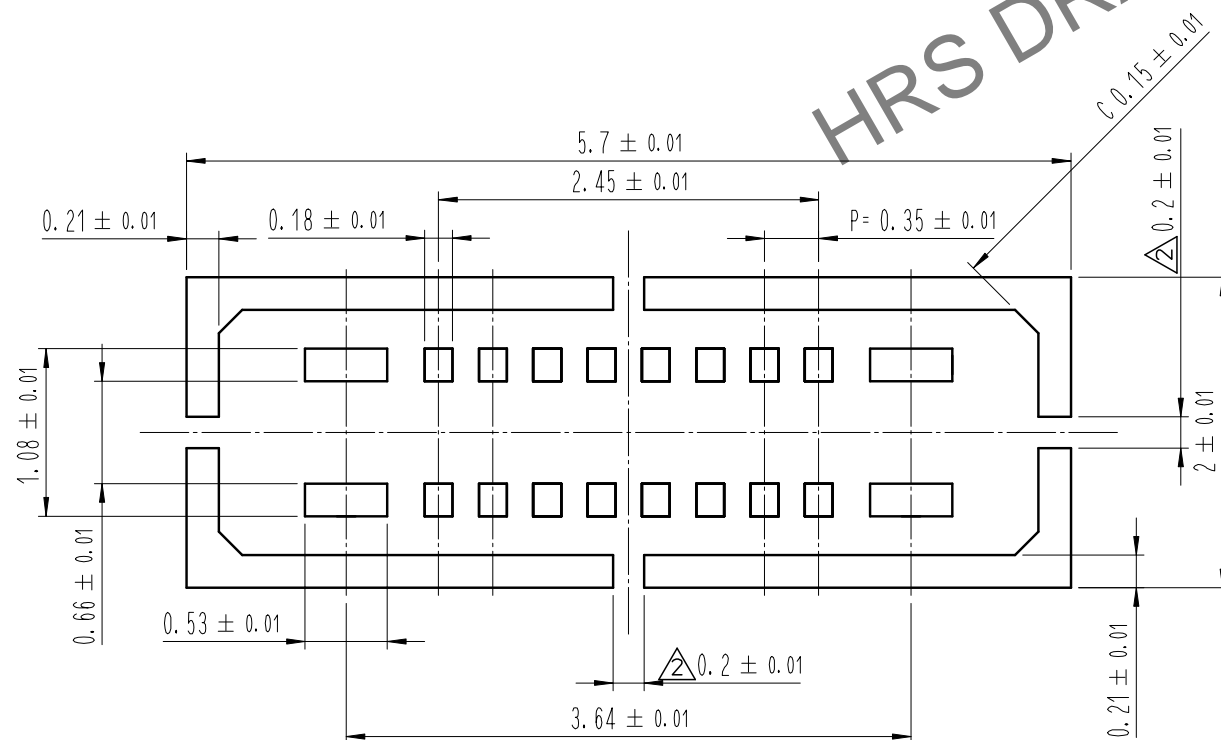 HRS DR
C 0.15 ± 0.01
5.7 ± 0.01
2.45 ± 0.01
0.21 ± 0.01
0.18 ± 0.01
P= 0.35 ± 0.01
2 0.2 ± 0.01
1.08 ± 0.01
2 ± 0.01
0.66 ± 0.01
0.53 ± 0.01
2 0.2 ± 0.01
0.21 ± 0.01
3.64 ± 0.01